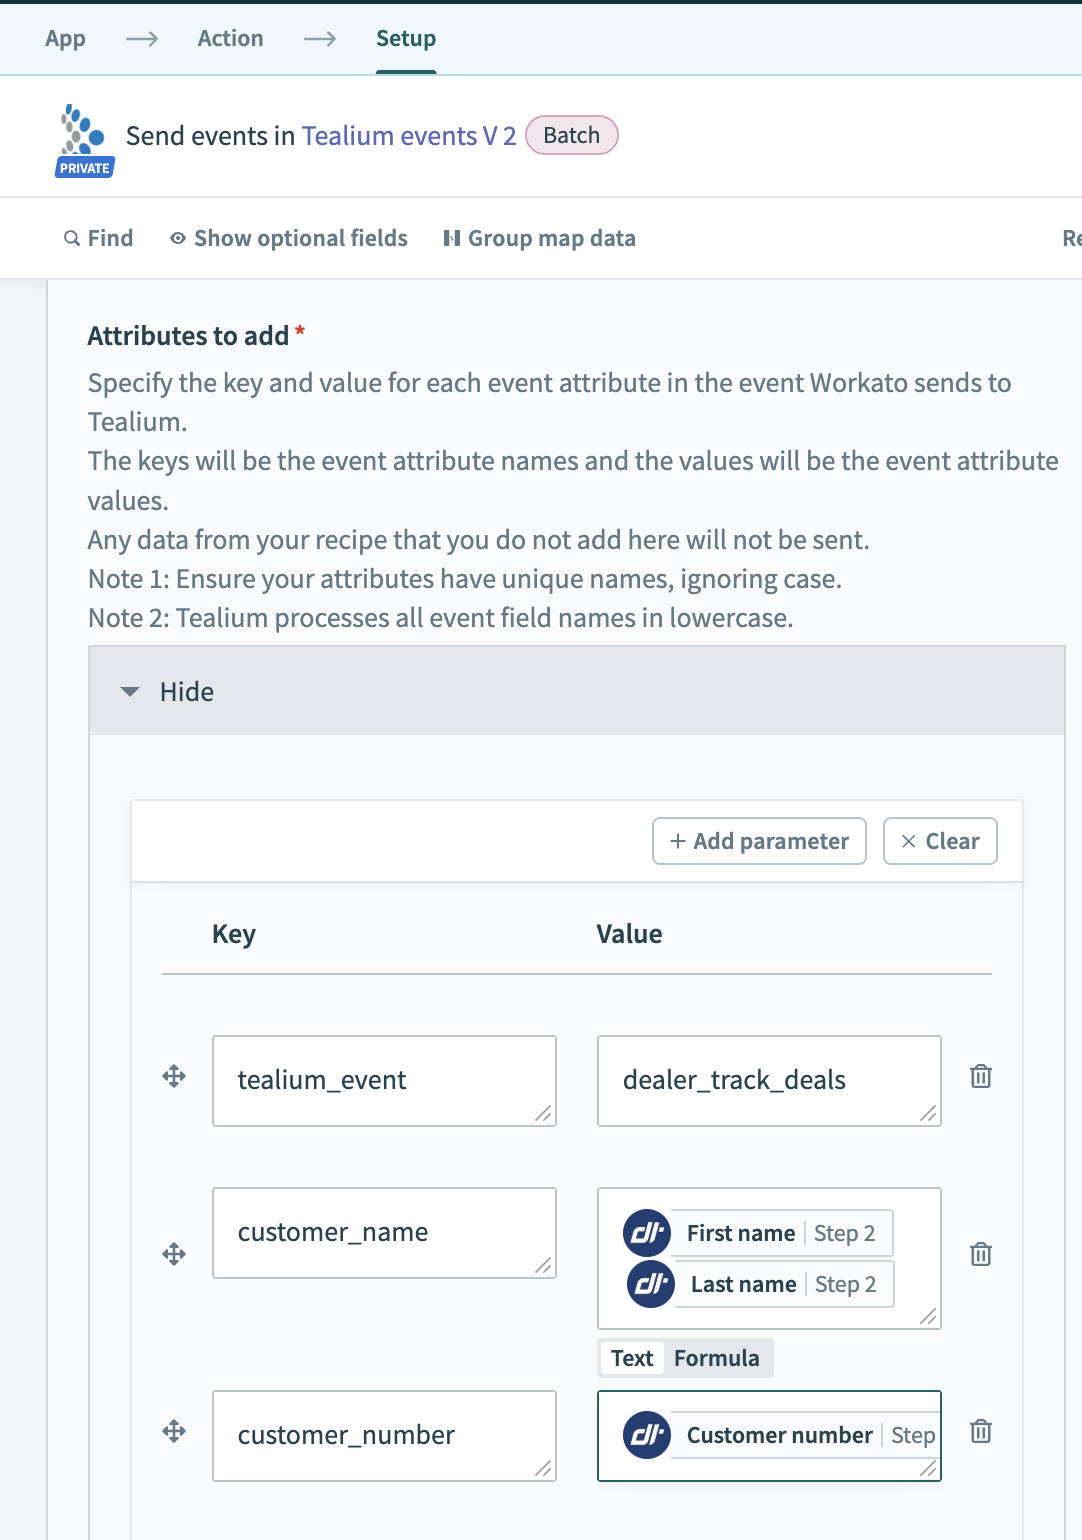 App → Action → Setup
Send events in Tealium events V 2 Batch
PRIVATE
Find Show optional fields Group map data
Attributes to add *
Specify the key and value for each event attribute in the event Workato sends to
Tealium.
The keys will be the event attribute names and the values will be the event attribute
values.
Any data from your recipe that you do not add here will not be sent.
Note 1: Ensure your attributes have unique names, ignoring case.
Note 2: Tealium processes all event field names in lowercase.
Hide
+ Add parameter × Clear
Key Value
tealium_event dealer_track_deals
customer_name First name | Step 2
Last name | Step 2
Text Formula
customer_number Customer number | Step